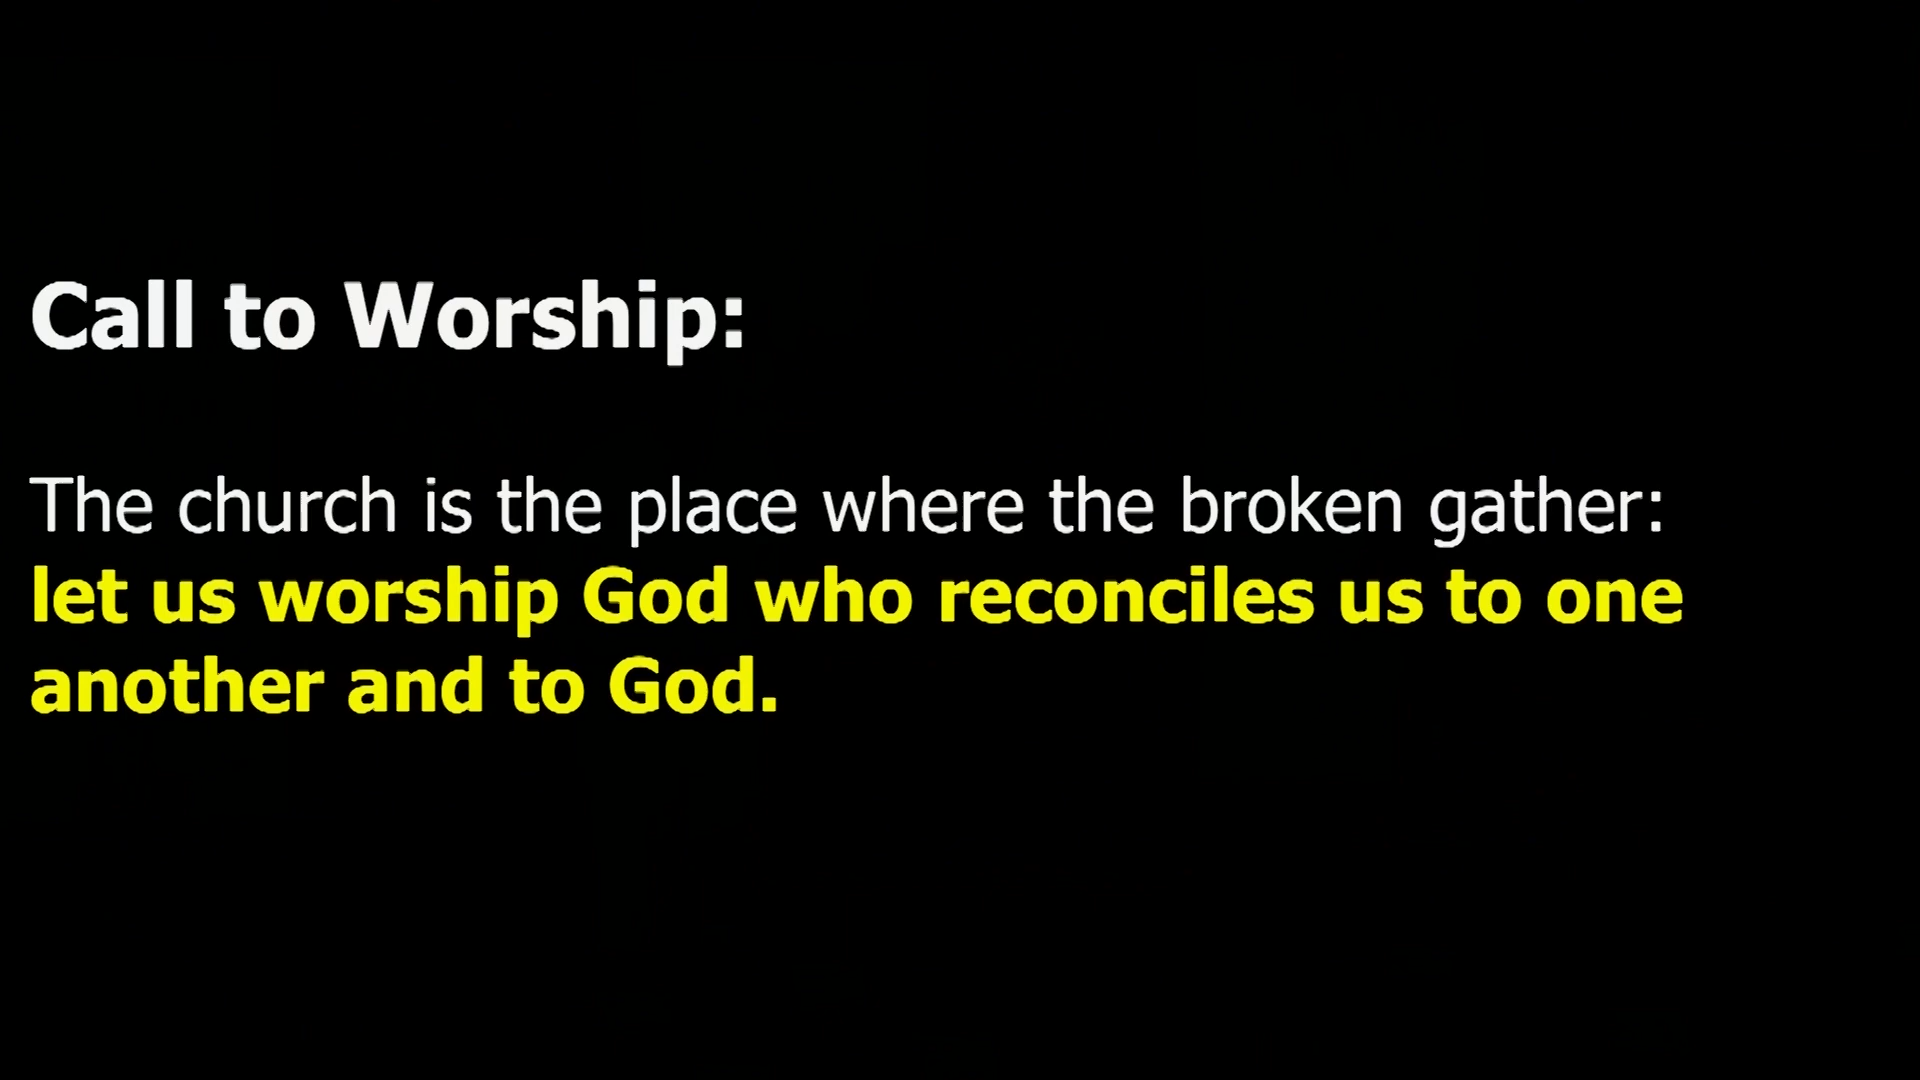 Call to Worship:
The church is the place where the broken gather:
let us worship God who reconciles us to one
another and to God.